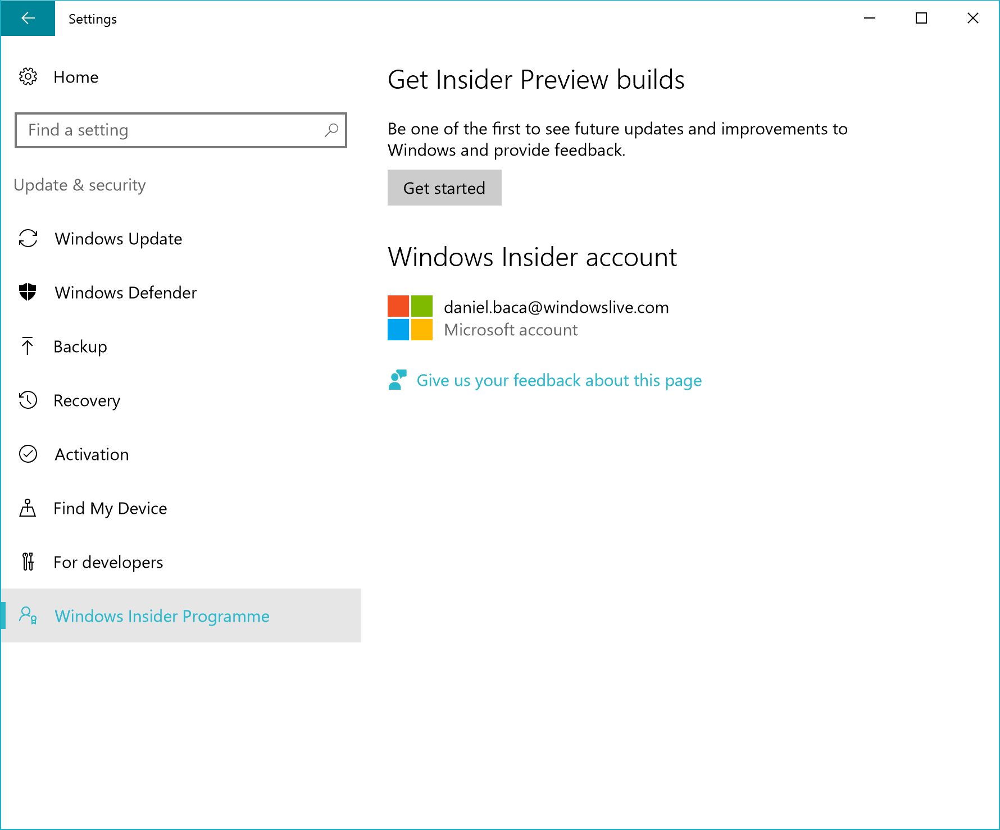 Settings
Home
Find a setting
Update & security
Windows Update
Windows Defender
Backup
Recovery
Activation
Find My Device
For developers
Windows Insider Programme
Get Insider Preview builds
Be one of the first to see future updates and improvements to
Windows and provide feedback.
Get started
Windows Insider account
daniel.baca@windowslive.com
Microsoft account
Give us your feedback about this page